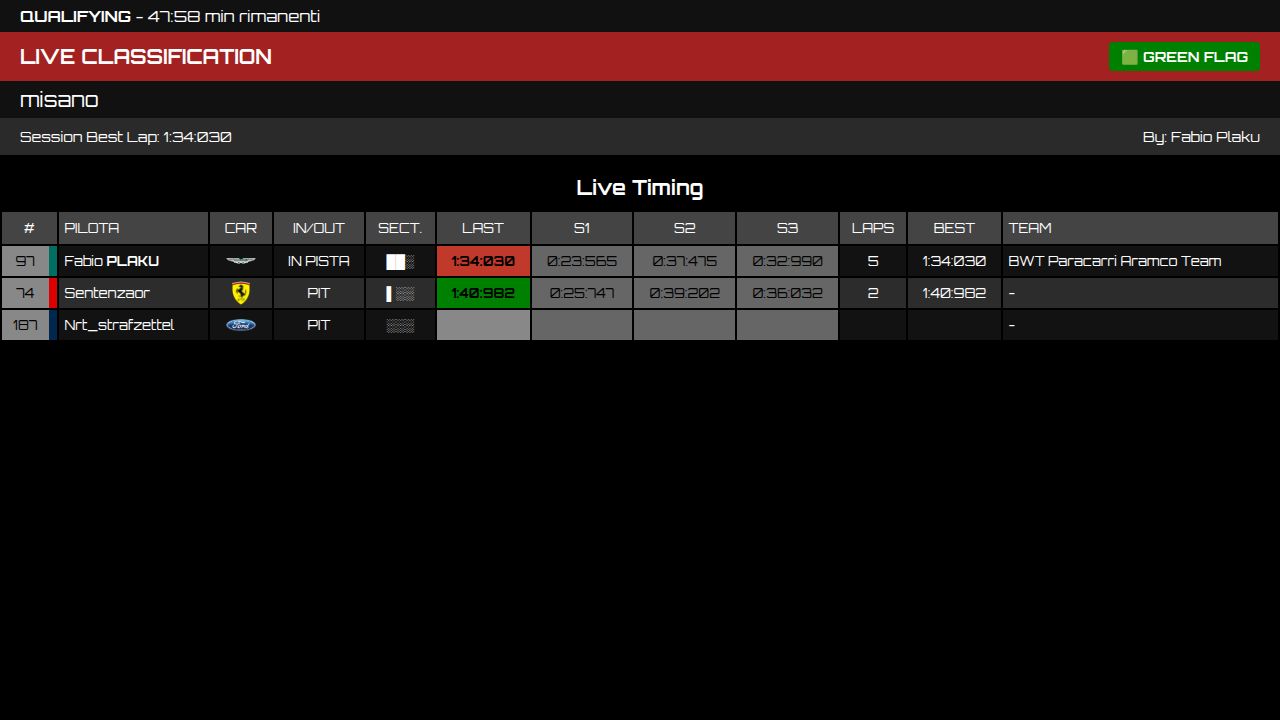 QUALIFYING - 47:58 min rimanenti
LIVE CLASSIFICATION
GREEN FLAG
misano
Session Best Lap: 1:34:030
By: Fabio Plaku
Live Timing
# PILOTA CAR IN/OUT SECT. LAST S1 S2 S3 LAPS BEST TEAM
97 Fabio PLAKU IN PISTA 1:34:030 0:23:565 0:37:475 0:32:990 5 1:34:030 BWT Paracarri Aramco Team
74 Sentenzaor PIT 1:40:982 0:25:747 0:39:202 0:36:032 2 1:40:982 -
187 Nrt_strafzettel Ford PIT -